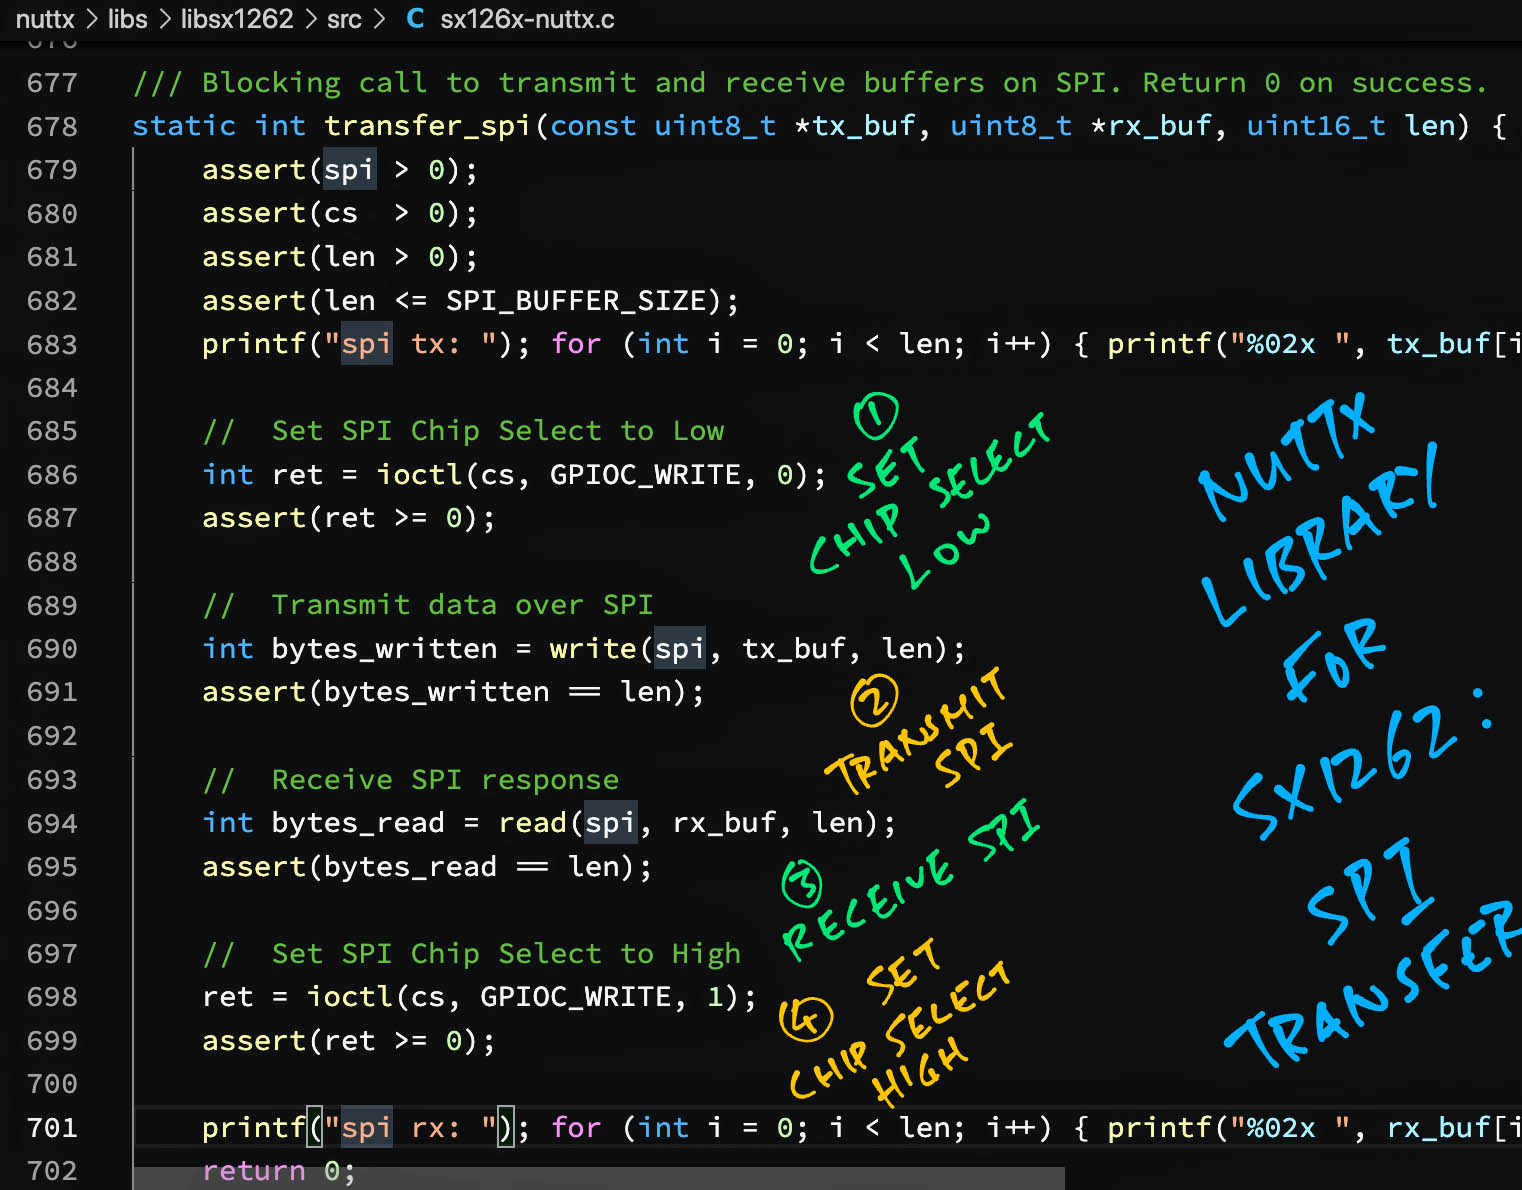 nuttx > libs > libsx1262 > src > C sx126x-nuttx.c
676
677 /// Blocking call to transmit and receive buffers on SPI. Return 0 on success.
678 static int transfer_spi(const uint8_t *tx_buf, uint8_t *rx_buf, uint16_t len) {
679 assert(spi > 0);
680 assert(cs  > 0);
681 assert(len > 0);
682 assert(len <= SPI_BUFFER_SIZE);
683 printf("spi tx: "); for (int i = 0; i < len; i++) { printf("%02x ", tx_buf[i
684
685 //  Set SPI Chip Select to Low
686 int ret = ioctl(cs, GPIOC_WRITE, 0);
687 assert(ret >= 0);
688
689 //  Transmit data over SPI
690 int bytes_written = write(spi, tx_buf, len);
691 assert(bytes_written == len);
692
693 //  Receive SPI response
694 int bytes_read = read(spi, rx_buf, len);
695 assert(bytes_read == len);
696
697 //  Set SPI Chip Select to High
698 ret = ioctl(cs, GPIOC_WRITE, 1);
699 assert(ret >= 0);
700
701 printf("spi rx: "); for (int i = 0; i < len; i++) { printf("%02x ", rx_buf[i
702 return 0;
1
SET
CHIP SELECT
LOW
2
TRANSMIT
SPI
3
RECEIVE SPI
4
SET
CHIP SELECT
HIGH
NUTTX
LIBRARY
FOR
SX1262:
SPI
TRANSFER